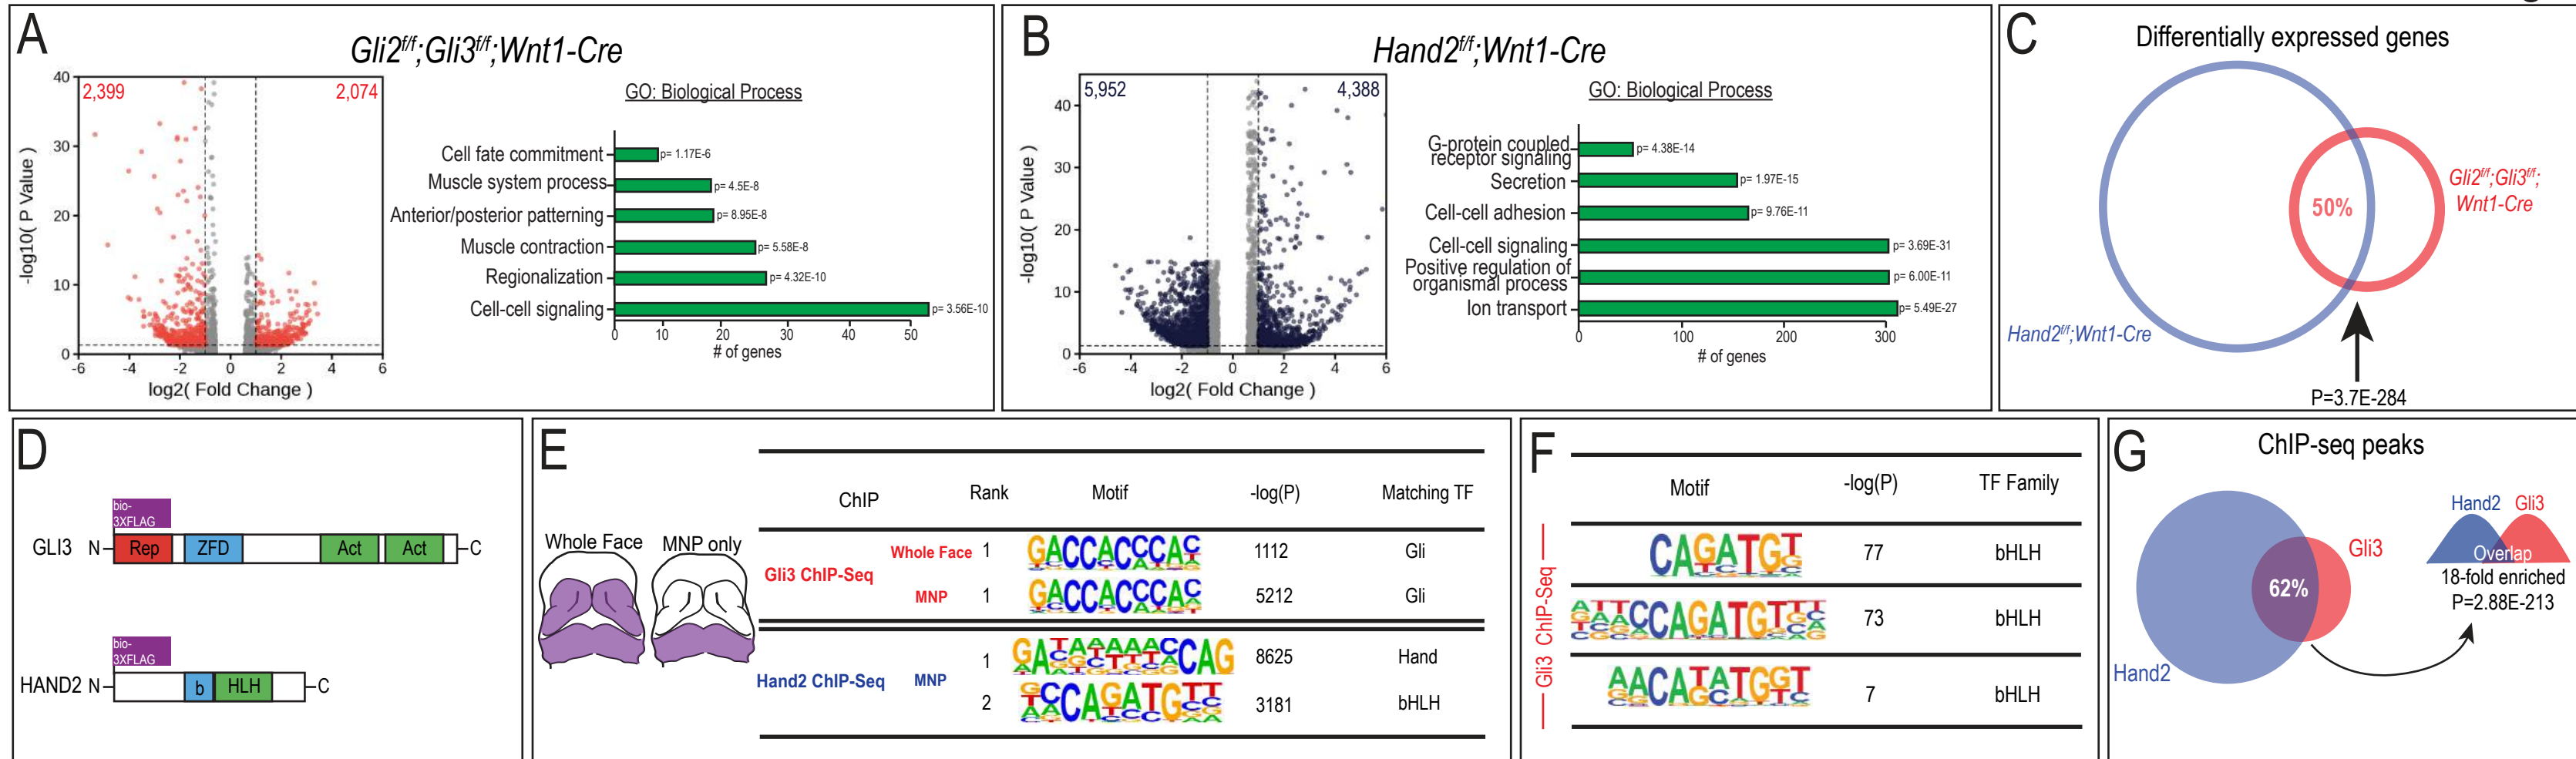 A
Gli2f/f;Gli3f/f;Wnt1-Cre
2,399
2,074
40
30
20
10
0
-log10( P Value )
-6 -4 -2 0 2 4 6
log2( Fold Change )
GO: Biological Process
Cell fate commitment p= 1.17E-6
Muscle system process p= 4.5E-8
Anterior/posterior patterning p= 8.95E-8
Muscle contraction p= 5.58E-8
Regionalization p= 4.32E-10
Cell-cell signaling p= 3.56E-10
0 10 20 30 40 50
# of genes
B
Hand2f/f;Wnt1-Cre
5,952
4,388
40
30
20
10
0
-log10( P Value )
-6 -4 -2 0 2 4 6
log2( Fold Change )
GO: Biological Process
G-protein coupled
receptor signaling p= 4.38E-14
Secretion p= 1.97E-15
Cell-cell adhesion p= 9.76E-11
Cell-cell signaling p= 3.69E-31
Positive regulation of
organismal process p= 6.00E-11
Ion transport p= 5.49E-27
0 100 200 300
# of genes
C
Differentially expressed genes
50%
Gli2f/f;Gli3f/f;
Wnt1-Cre
Hand2f/f;Wnt1-Cre
P=3.7E-284
D
bio-
3XFLAG
GLI3 N Rep ZFD Act Act C
bio-
3XFLAG
HAND2 N b HLH C
E
Whole Face MNP only
ChIP Rank Motif -log(P) Matching TF
Gli3 ChIP-Seq
Whole Face 1 GACCACCCAC 1112 Gli
MNP 1 GACCACCCAC 5212 Gli
Hand2 ChIP-Seq MNP
1 8625 Hand
2 3181 bHLH
F
Gli3 ChIP-Seq
Motif -log(P) TF Family
CAGATGT 77 bHLH
73 bHLH
7 bHLH
G
ChIP-seq peaks
Hand2 Gli3
Overlap
18-fold enriched
P=2.88E-213
62%
Gli3
Hand2